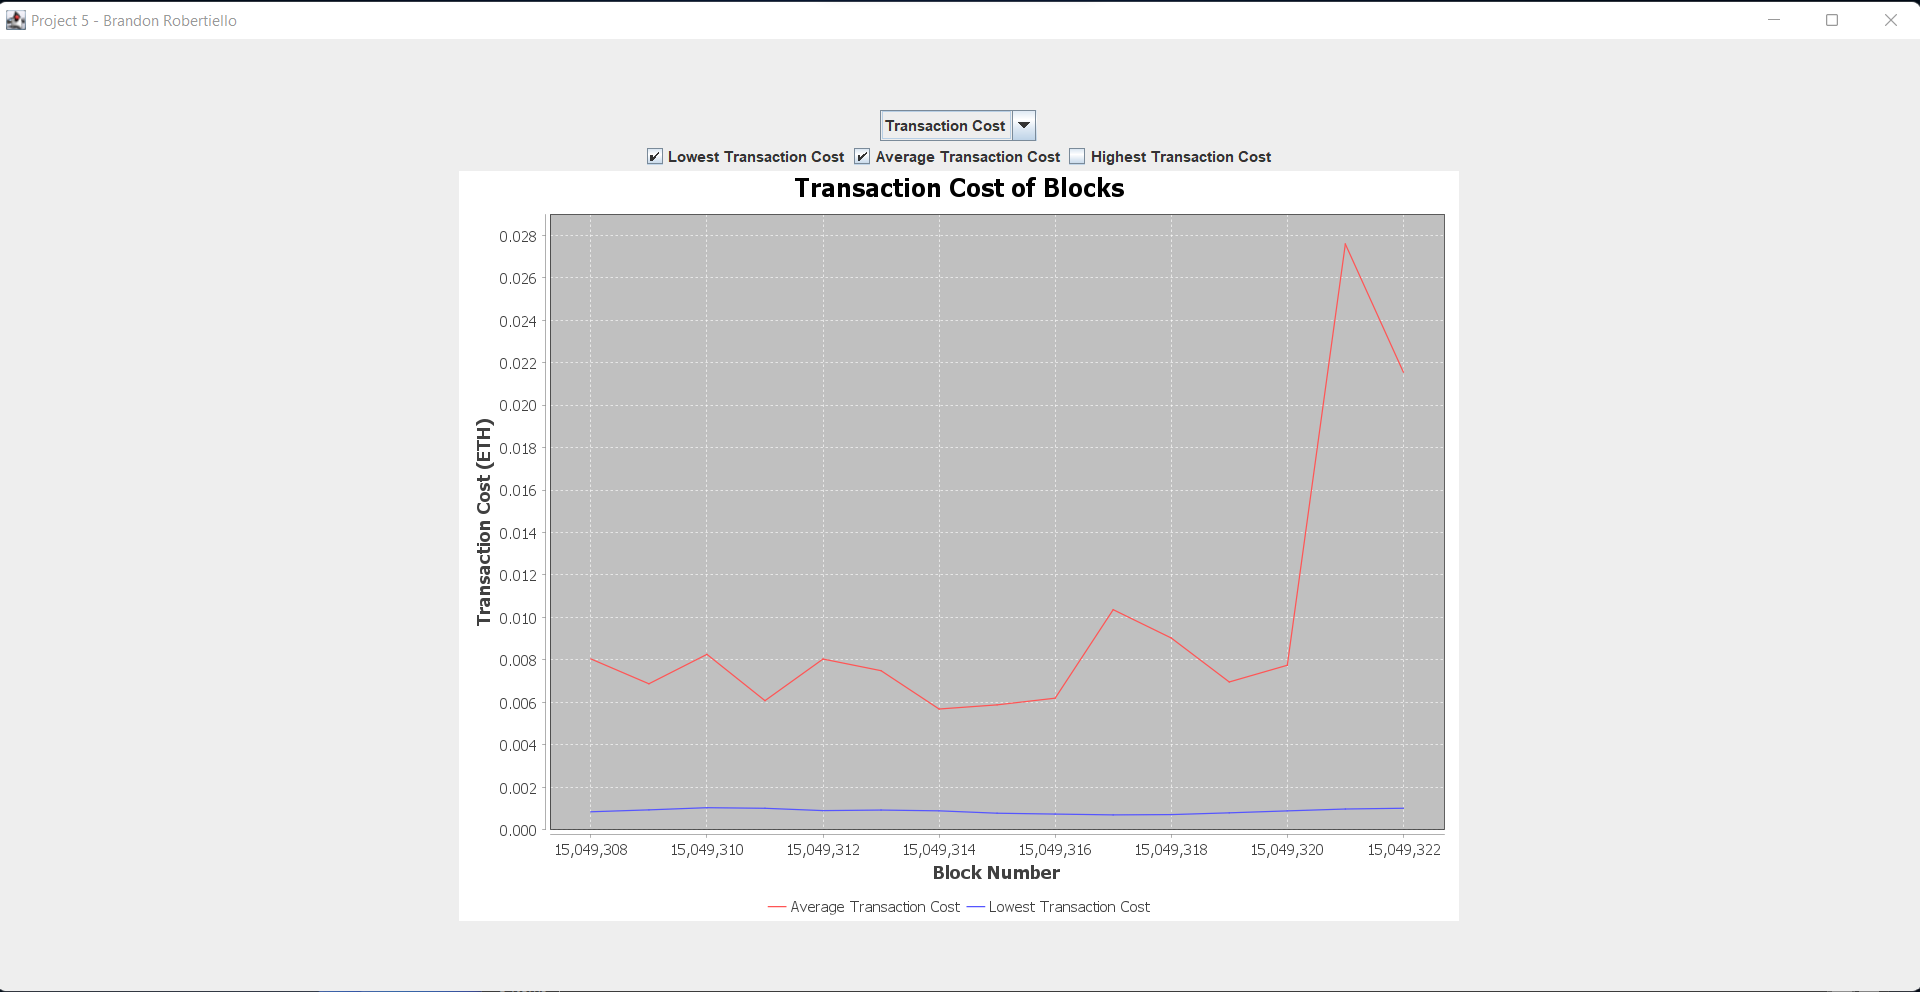 Project 5 - Brandon Robertiello
Transaction Cost
Lowest Transaction Cost Average Transaction Cost Highest Transaction Cost
Transaction Cost of Blocks
Transaction Cost (ETH)
0.028
0.026
0.024
0.022
0.020
0.018
0.016
0.014
0.012
0.010
0.008
0.006
0.004
0.002
0.000
15,049,308 15,049,310 15,049,312 15,049,314 15,049,316 15,049,318 15,049,320 15,049,322
Block Number
Average Transaction Cost Lowest Transaction Cost